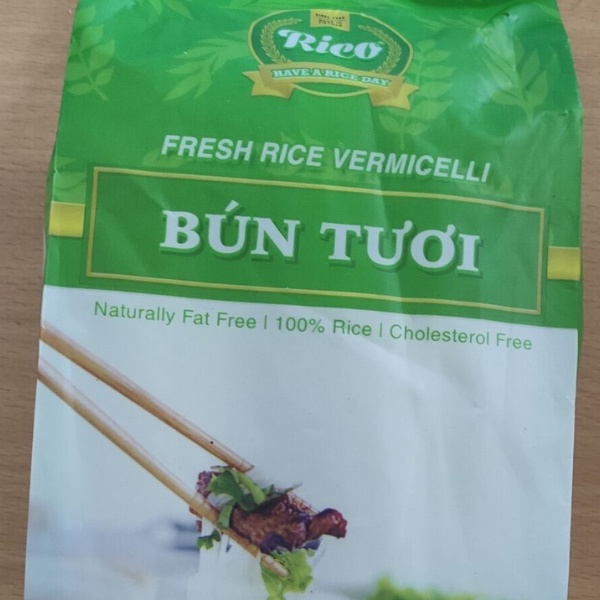 Rico
HAVE A RICE DAY
FRESH RICE VERMICELLI
BÚN TƯƠI
Naturally Fat Free | 100% Rice | Cholesterol Free